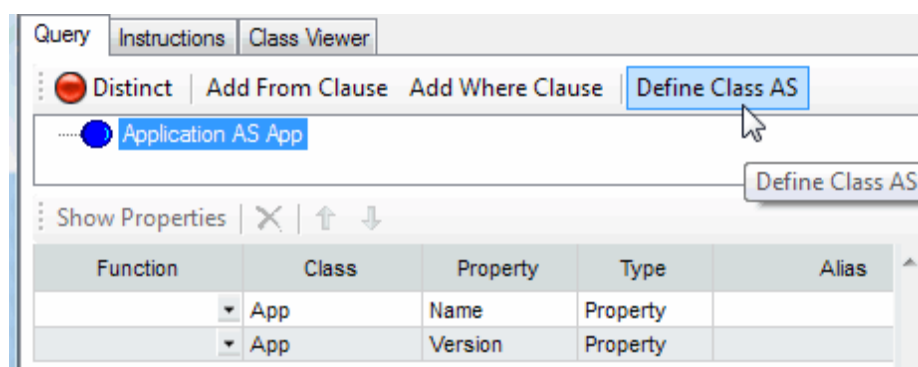 Query Instructions Class Viewer
Distinct Add From Clause Add Where Clause Define Class AS
Application AS App
Define Class AS
Show Properties
Function Class Property Type Alias
App Name Property
App Version Property